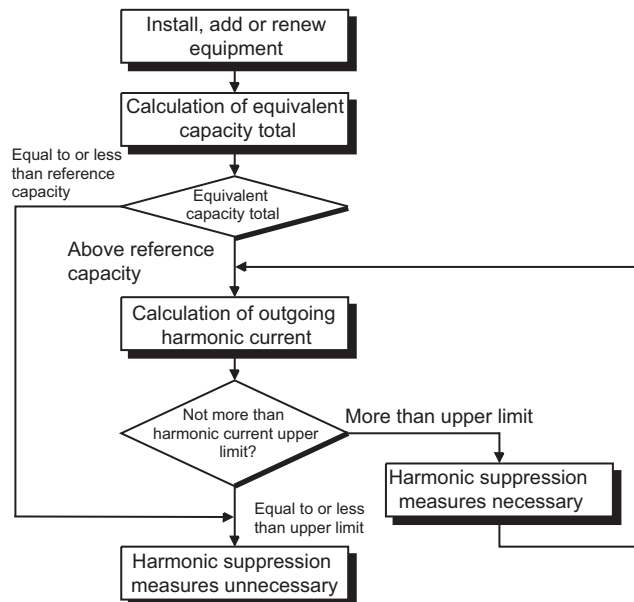 Install, add or renew
equipment
Calculation of equivalent
capacity total
Equal to or less
than reference
capacity
Equivalent
capacity total
Above reference
capacity
Calculation of outgoing
harmonic current
Not more than
harmonic current upper
limit?
More than upper limit
Harmonic suppression
measures necessary
Equal to or less
than upper limit
Harmonic suppression
measures unnecessary